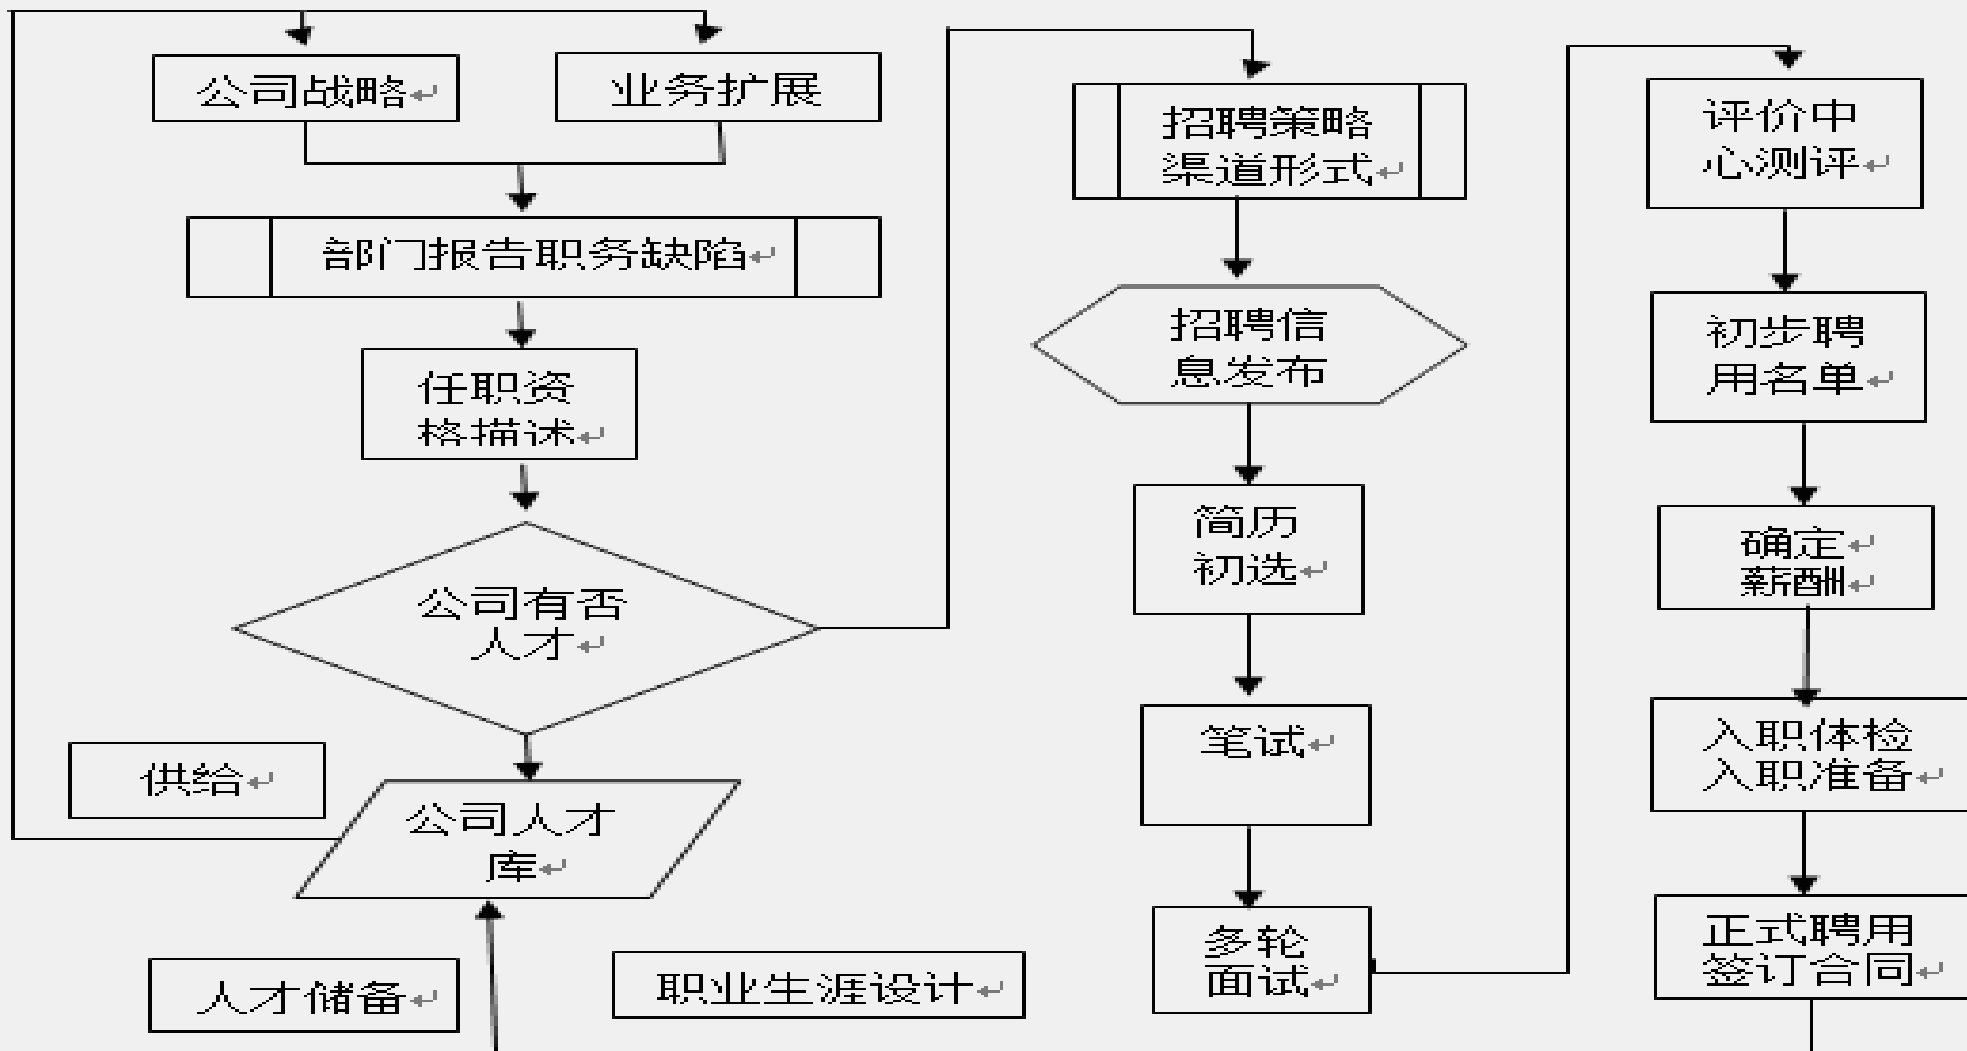 公司战略
业务扩展
部门报告职务缺陷
任职资
格描述
公司有否
人才
供给
公司人才
库
人才储备
职业生涯设计
招聘策略
渠道形式
招聘信
息发布
简历
初选
笔试
多轮
面试
评价中
心测评
初步聘
用名单
确定
薪酬
入职体检
入职准备
正式聘用
签订合同